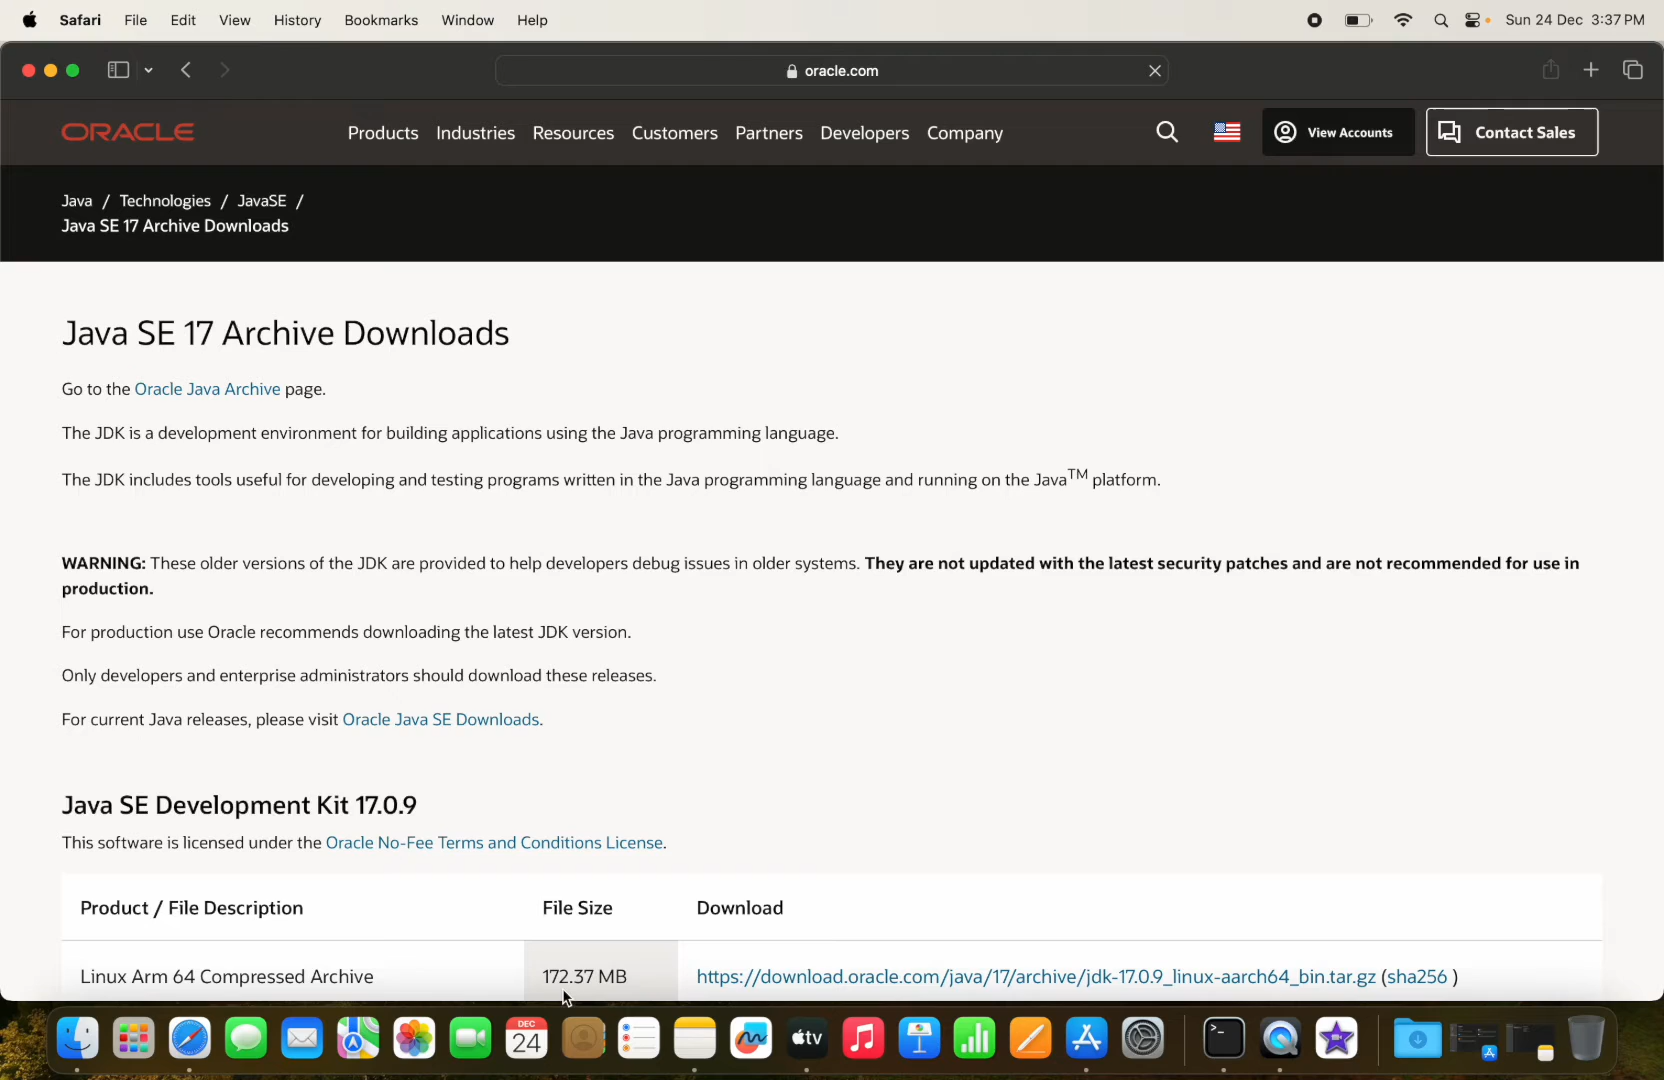 Safari File Edit View History Bookmarks Window Help Sun 24 Dec 3:37 PM
oracle.com
ORACLE Products Industries Resources Customers Partners Developers Company View Accounts Contact Sales
Java / Technologies / JavaSE /
Java SE 17 Archive Downloads
Java SE 17 Archive Downloads
Go to the Oracle Java Archive page.
The JDK is a development environment for building applications using the Java programming language.
The JDK includes tools useful for developing and testing programs written in the Java programming language and running on the Java™ platform.
WARNING: These older versions of the JDK are provided to help developers debug issues in older systems. They are not updated with the latest security patches and are not recommended for use in
production.
For production use Oracle recommends downloading the latest JDK version.
Only developers and enterprise administrators should download these releases.
For current Java releases, please visit Oracle Java SE Downloads.
Java SE Development Kit 17.0.9
This software is licensed under the Oracle No-Fee Terms and Conditions License.
Product / File Description File Size Download
Linux Arm 64 Compressed Archive 172.37 MB https://download.oracle.com/java/17/archive/jdk-17.0.9_linux-aarch64_bin.tar.gz (sha256 )
DEC
24
tv